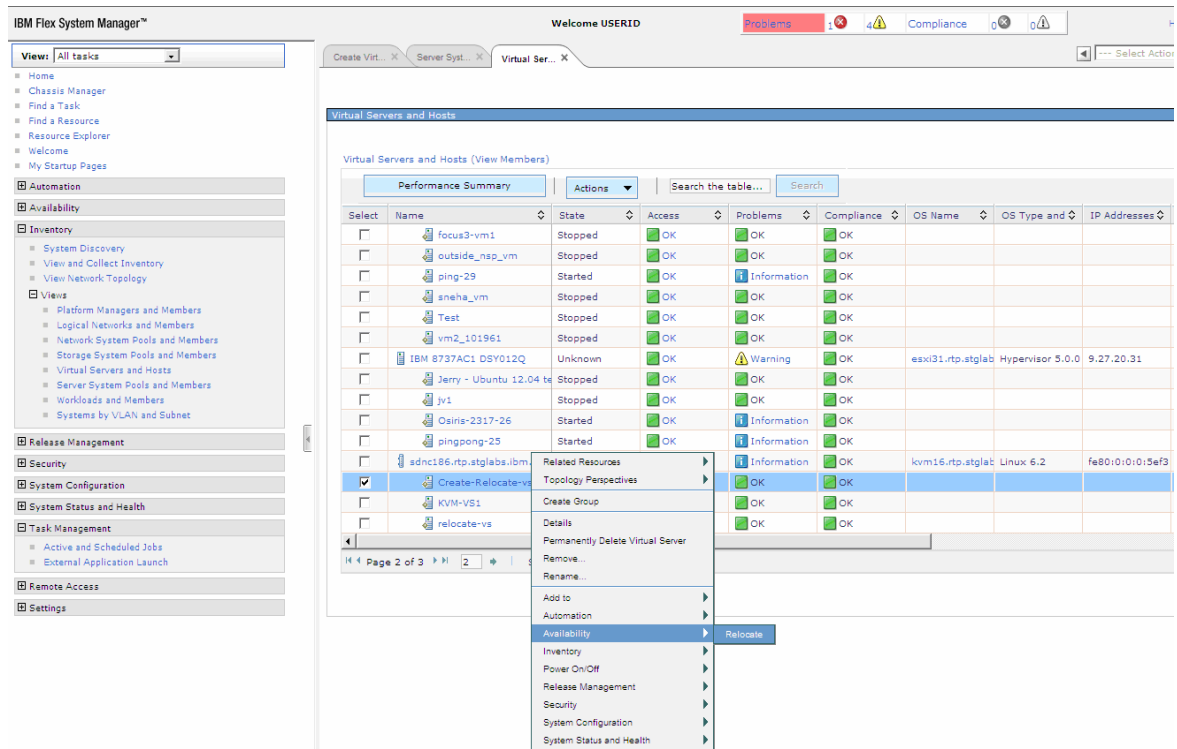 IBM Flex System Manager™
Welcome USERID
Problems 1 4 Compliance 0 0 H
View: All tasks
Create Virt... X Server Syst... X Virtual Ser... X
--- Select Action
Home
Chassis Manager
Find a Task
Find a Resource
Resource Explorer
Welcome
My Startup Pages
Automation
Availability
Inventory
System Discovery
View and Collect Inventory
View Network Topology
Views
Platform Managers and Members
Logical Networks and Members
Network System Pools and Members
Storage System Pools and Members
Virtual Servers and Hosts
Server System Pools and Members
Workloads and Members
Systems by VLAN and Subnet
Release Management
Security
System Configuration
System Status and Health
Task Management
Active and Scheduled Jobs
External Application Launch
Remote Access
Settings
Virtual Servers and Hosts
Virtual Servers and Hosts (View Members)
Performance Summary Actions Search the table... Search
Select Name State Access Problems Compliance OS Name OS Type and IP Addresses
focus3-vm1 Stopped OK OK OK
outside_nsp_vm Stopped OK OK OK
ping-29 Started OK Information OK
sneha_vm Stopped OK OK OK
Test Stopped OK OK OK
vm2_101961 Stopped OK OK OK
IBM 8737AC1 DSY012Q Unknown OK Warning OK esxi31.rtp.stglab Hypervisor 5.0.0 9.27.20.31
Jerry - Ubuntu 12.04 te Stopped OK OK OK
jv1 Stopped OK OK OK
Osiris-2317-26 Started OK Information OK
pingpong-25 Started OK Information OK
sdnc186.rtp.stglabs.ibm. Information OK kvm16.rtp.stglab Linux 6.2 fe80:0:0:0:5ef3
Create-Relocate-vs OK OK
KVM-VS1 OK OK
relocate-vs OK OK
Page 2 of 3 2 S
Related Resources
Topology Perspectives
Create Group
Details
Permanently Delete Virtual Server
Remove...
Rename...
Add to
Automation
Availability
Relocate
Inventory
Power On/Off
Release Management
Security
System Configuration
System Status and Health